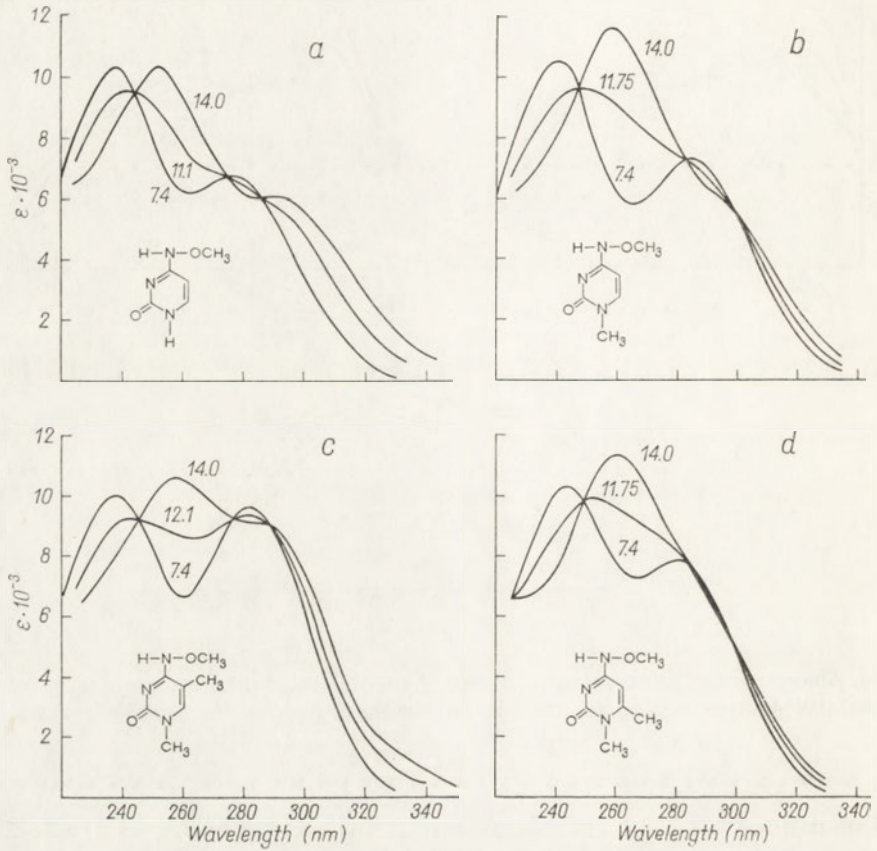 12
10
8
6
4
2
ε·10⁻³
a
14.0
11.1
7.4
H–N–OCH₃
N
O
N
H
b
14.0
11.75
7.4
H–N–OCH₃
N
O
N
CH₃
12
10
8
6
4
2
ε·10⁻³
c
14.0
12.1
7.4
H–N–OCH₃
N
CH₃
O
N
CH₃
240 260 280 300 320 340
Wavelength (nm)
d
14.0
11.75
7.4
H–N–OCH₃
N
O
N
CH₃
CH₃
240 260 280 300 320 340
Wavelength (nm)